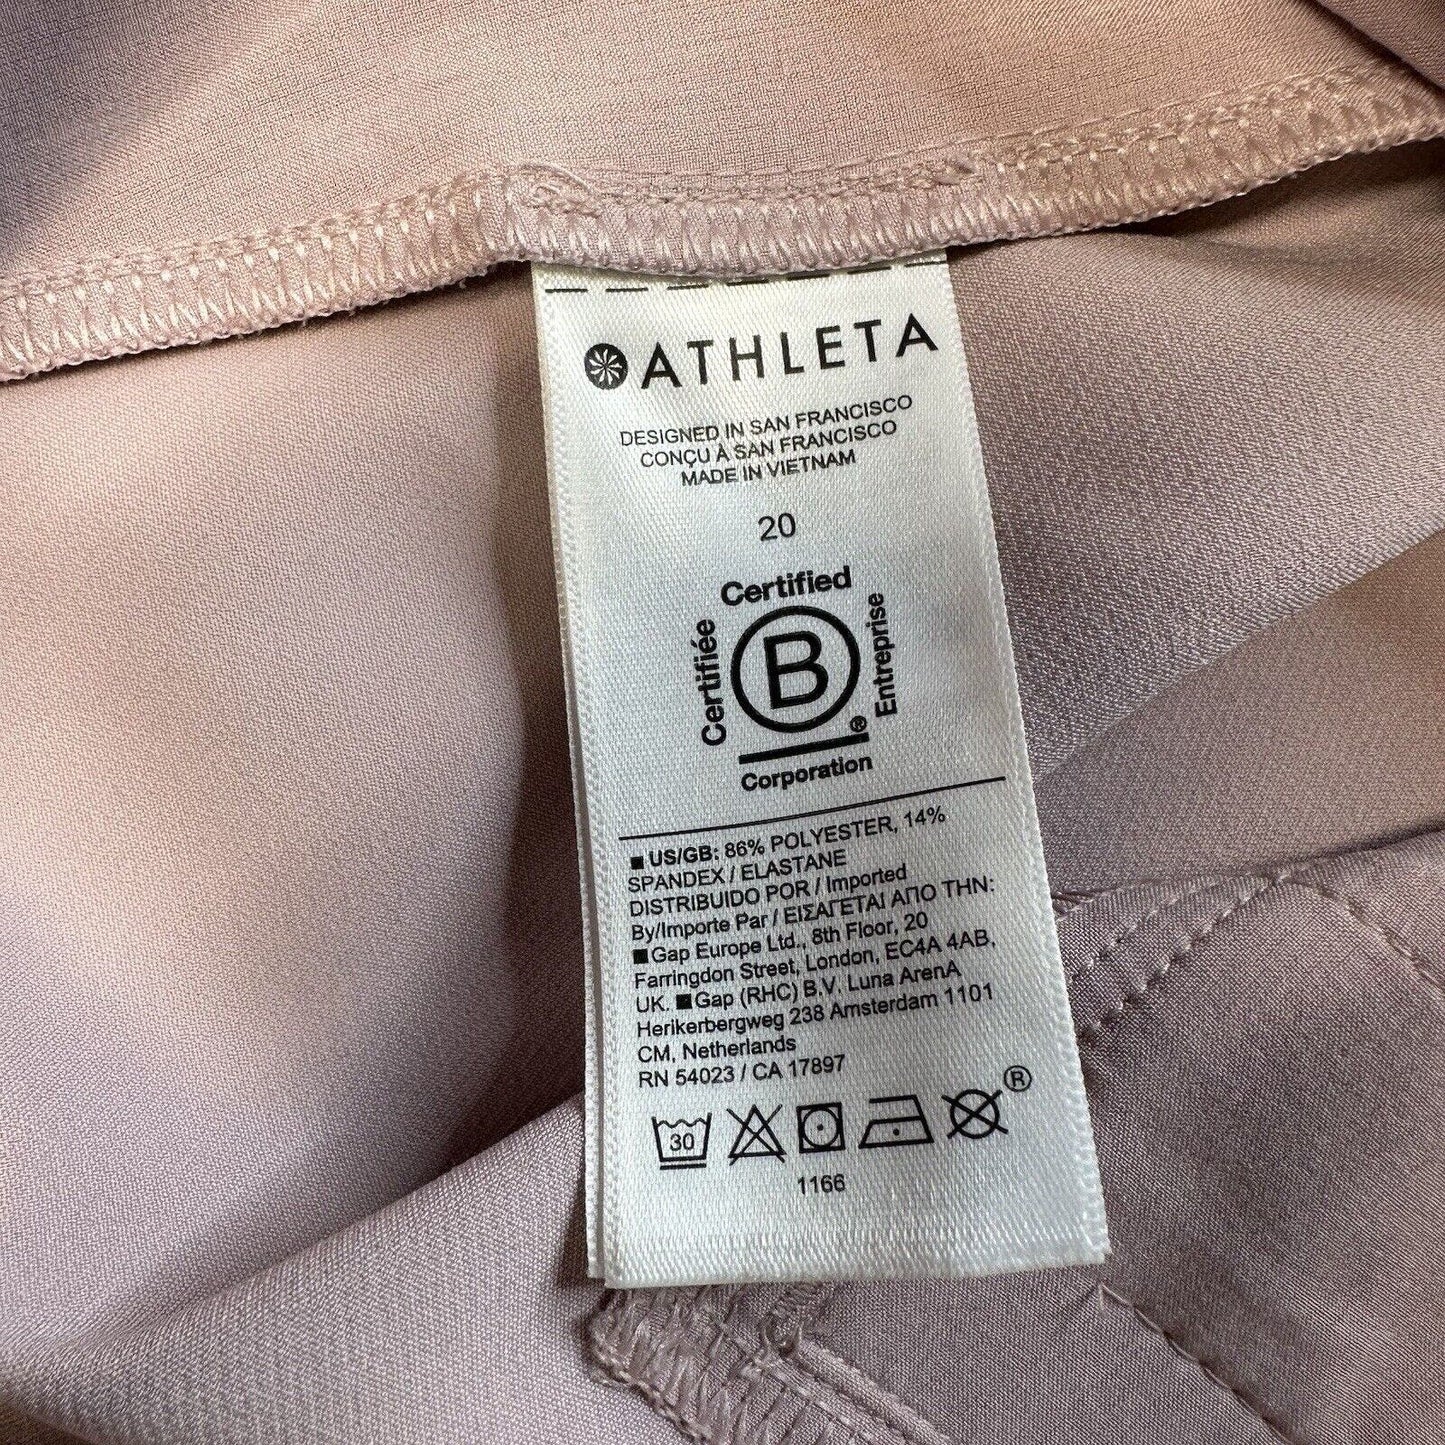 ATHLETA
DESIGNED IN SAN FRANCISCO
CONÇU À SAN FRANCISCO
MADE IN VIETNAM
20
Certified
Certifiée
B
Entreprise
®
Corporation
■ US/GB: 86% POLYESTER, 14%
SPANDEX / ELASTANE
DISTRIBUIDO POR / Imported
By/Importe Par / ΕΙΣΑΓΕΤΑΙ ΑΠΟ ΤΗΝ:
■ Gap Europe Ltd., 8th Floor, 20
Farringdon Street, London, EC4A 4AB,
UK. ■ Gap (RHC) B.V. Luna ArenA
Herikerbergweg 238 Amsterdam 1101
CM, Netherlands
RN 54023 / CA 17897
30 ®
1166